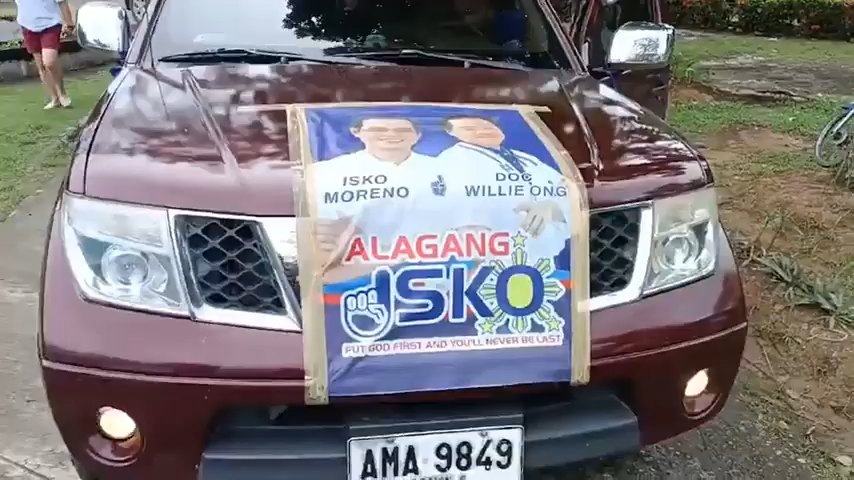 ISKO MORENO
DOC WILLIE ONG
ALAGANG
ISKO
PUT GOD FIRST AND YOU'LL NEVER BE LAST
AMA 9849